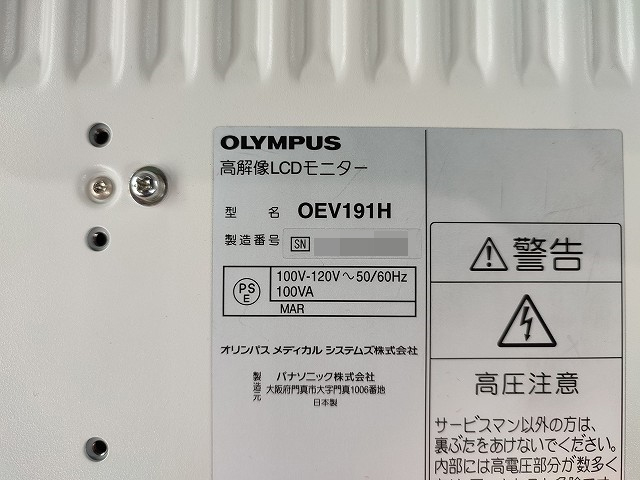 OLYMPUS
高解像LCDモニター
型 名 OEV191H
製造番号 SN
PS E
100V-120V～50/60Hz
100VA
MAR
オリンパス メディカル システムズ株式会社
製造元
パナソニック株式会社
大阪府門真市大字門真1006番地
日本製
警告
高圧注意
サービスマン以外の方は、
裏ぶたをあけないでください。
内部には高電圧部分が数多く